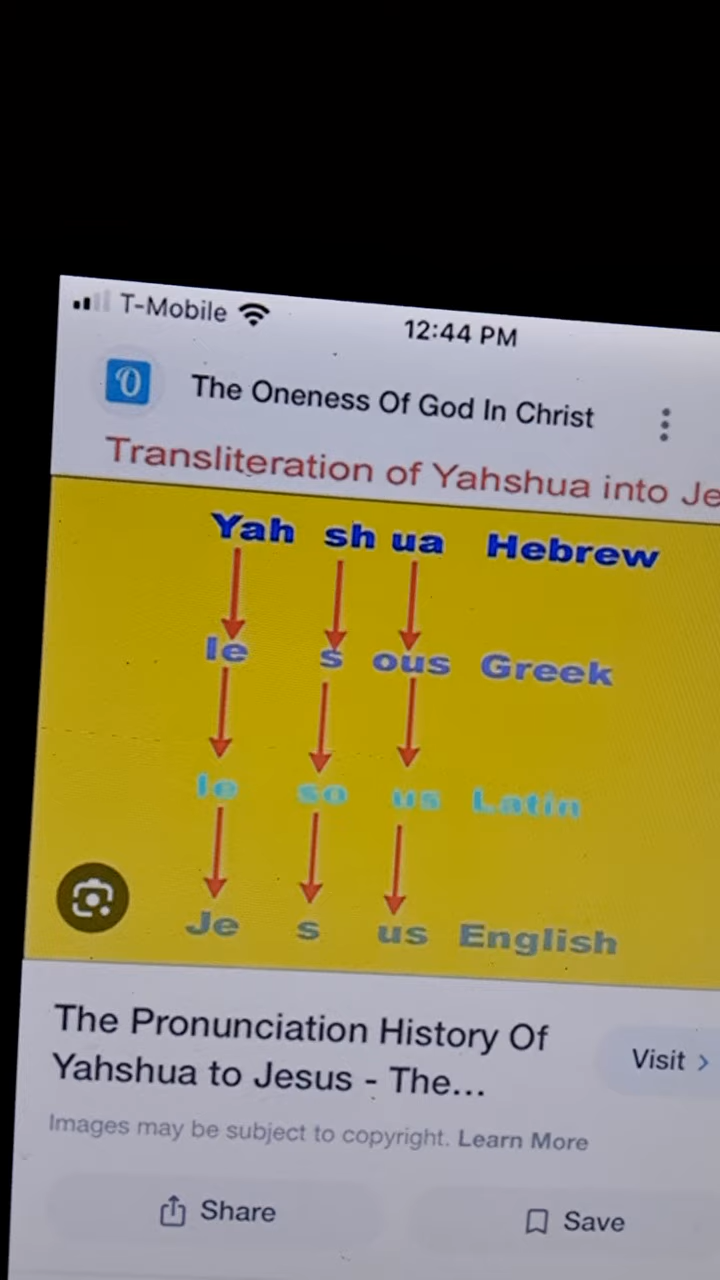 T-Mobile 12:44 PM
The Oneness Of God In Christ
Transliteration of Yahshua into Je
Yah sh ua Hebrew
Ie s ous Greek
Ie so us Latin
Je s us English
The Pronunciation History Of
Yahshua to Jesus - The...
Visit >
Images may be subject to copyright. Learn More
Share Save